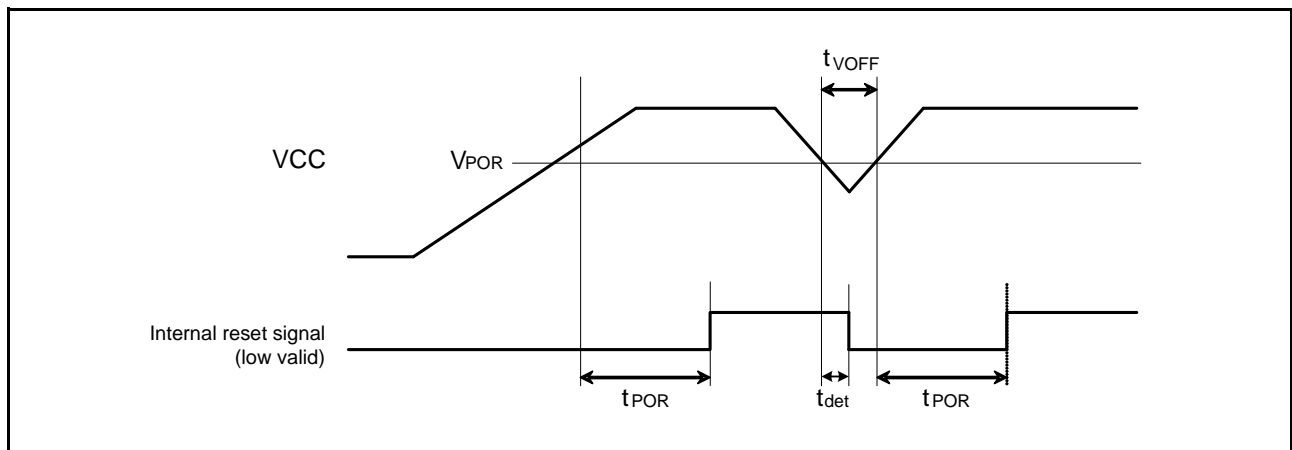 tVOFF
VCC
VPOR
Internal reset signal
(low valid)
tPOR
tdet
tPOR